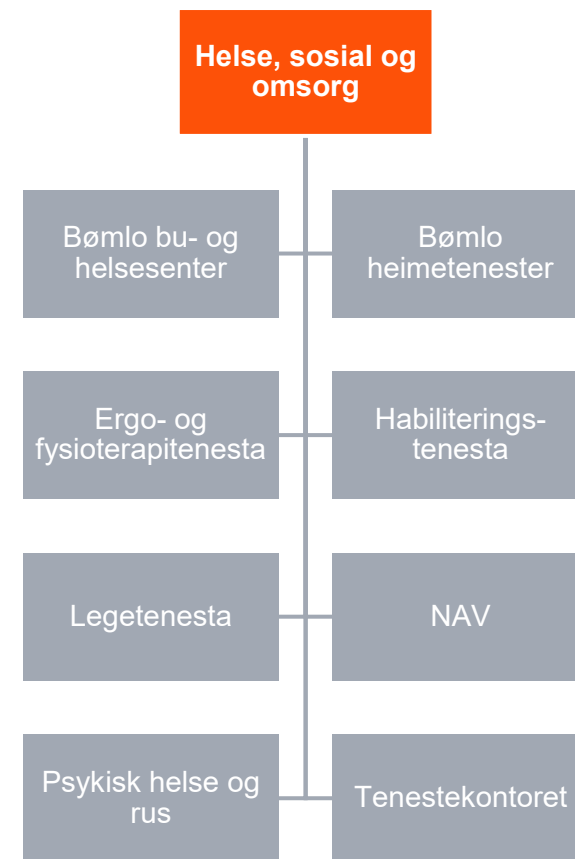 Helse, sosial og
omsorg
Bømlo bu- og
helsesenter
Bømlo
heimetenester
Ergo- og
fysioterapitenesta
Habiliterings-
tenesta
Legetenesta
NAV
Psykisk helse og
rus
Tenestekontoret